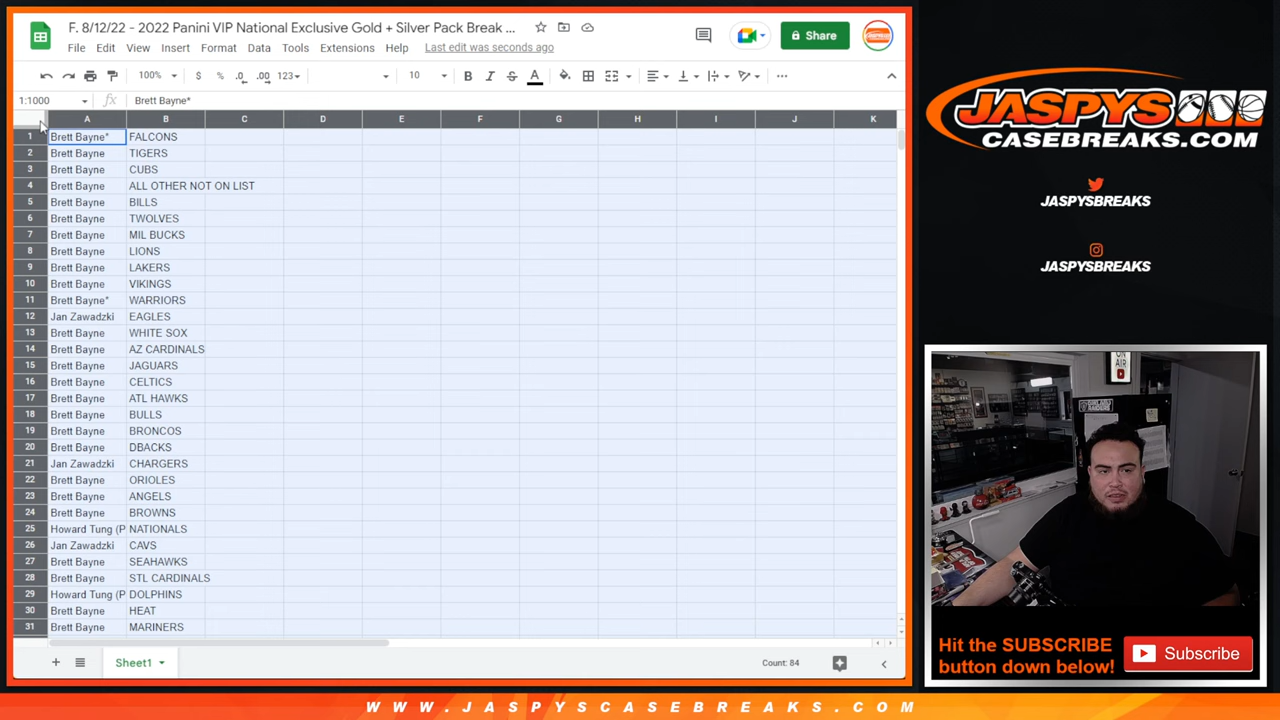 F. 8/12/22 - 2022 Panini VIP National Exclusive Gold + Silver Pack Break ...
File Edit View Insert Format Data Tools Extensions Help Last edit was seconds ago
Share
100% $ % .0 .00 123 10 B I S A
1:1000 fx Brett Bayne*
A B C D E F G H I J K
1 Brett Bayne* FALCONS
2 Brett Bayne TIGERS
3 Brett Bayne CUBS
4 Brett Bayne ALL OTHER NOT ON LIST
5 Brett Bayne BILLS
6 Brett Bayne TWOLVES
7 Brett Bayne MIL BUCKS
8 Brett Bayne LIONS
9 Brett Bayne LAKERS
10 Brett Bayne VIKINGS
11 Brett Bayne* WARRIORS
12 Jan Zawadzki EAGLES
13 Brett Bayne WHITE SOX
14 Brett Bayne AZ CARDINALS
15 Brett Bayne JAGUARS
16 Brett Bayne CELTICS
17 Brett Bayne ATL HAWKS
18 Brett Bayne BULLS
19 Brett Bayne BRONCOS
20 Brett Bayne DBACKS
21 Jan Zawadzki CHARGERS
22 Brett Bayne ORIOLES
23 Brett Bayne ANGELS
24 Brett Bayne BROWNS
25 Howard Tung (P NATIONALS
26 Jan Zawadzki CAVS
27 Brett Bayne SEAHAWKS
28 Brett Bayne STL CARDINALS
29 Howard Tung (P DOLPHINS
30 Brett Bayne HEAT
31 Brett Bayne MARINERS
Sheet1
Count: 84
JASPYS
CASEBREAKS.COM
JASPYSBREAKS
JASPYSBREAKS
ON
AIR
Hit the SUBSCRIBE
button down below!
Subscribe
WWW.JASPYSCASEBREAKS.COM